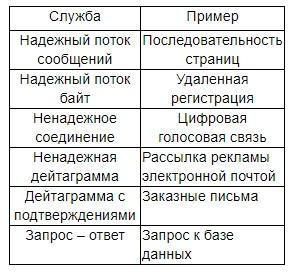 Служба Пример
Надежный поток Последовательность
сообщений страниц
Надежный поток Удаленная
байт регистрация
Ненадежное Цифровая
соединение голосовая связь
Ненадежная Рассылка рекламы
дейтаграмма электронной почтой
Дейтаграмма с Заказные письма
подтверждениями
Запрос – ответ Запрос к базе
данных